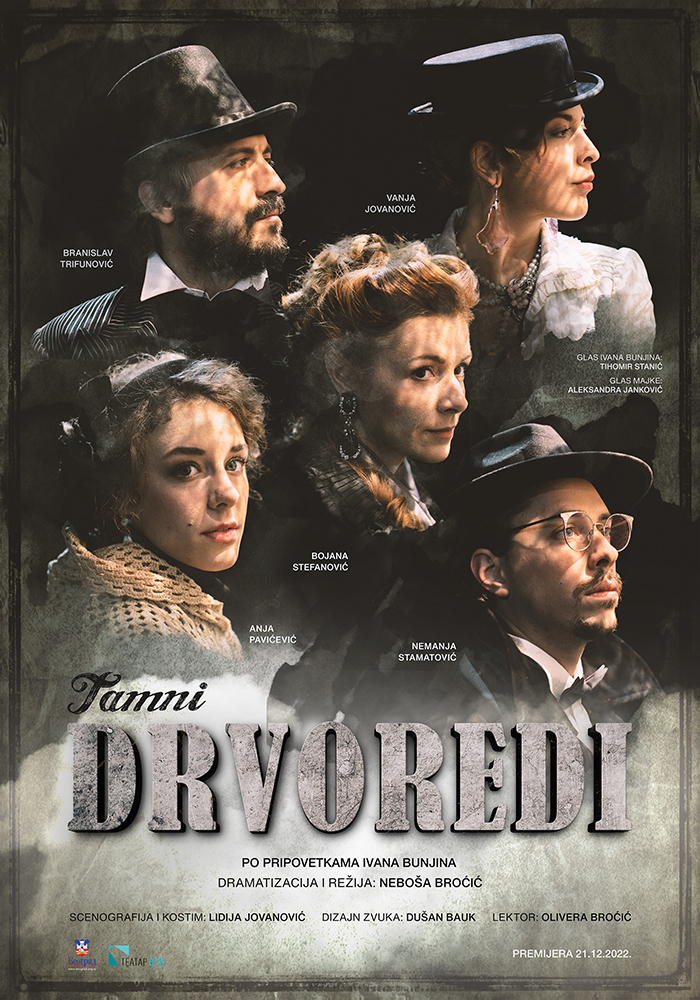 VANJA
JOVANOVIĆ
BRANISLAV
TRIFUNOVIĆ
GLAS IVANA BUNJINA:
TIHOMIR STANIĆ
GLAS MAJKE:
ALEKSANDRA JANKOVIĆ
BOJANA
STEFANOVIĆ
ANJA
PAVIĆEVIĆ
NEMANJA
STAMATOVIĆ
Tamni
DRVOREDI
PO PRIPOVETKAMA IVANA BUNJINA
DRAMATIZACIJA I REŽIJA: NEBOŠA BROĆIĆ
SCENOGRAFIJA I KOSTIM: LIDIJA JOVANOVIĆ DIZAJN ZVUKA: DUŠAN BAUK LEKTOR: OLIVERA BROĆIĆ
Београд
ТЕАТАР
PREMIJERA 21.12.2022.